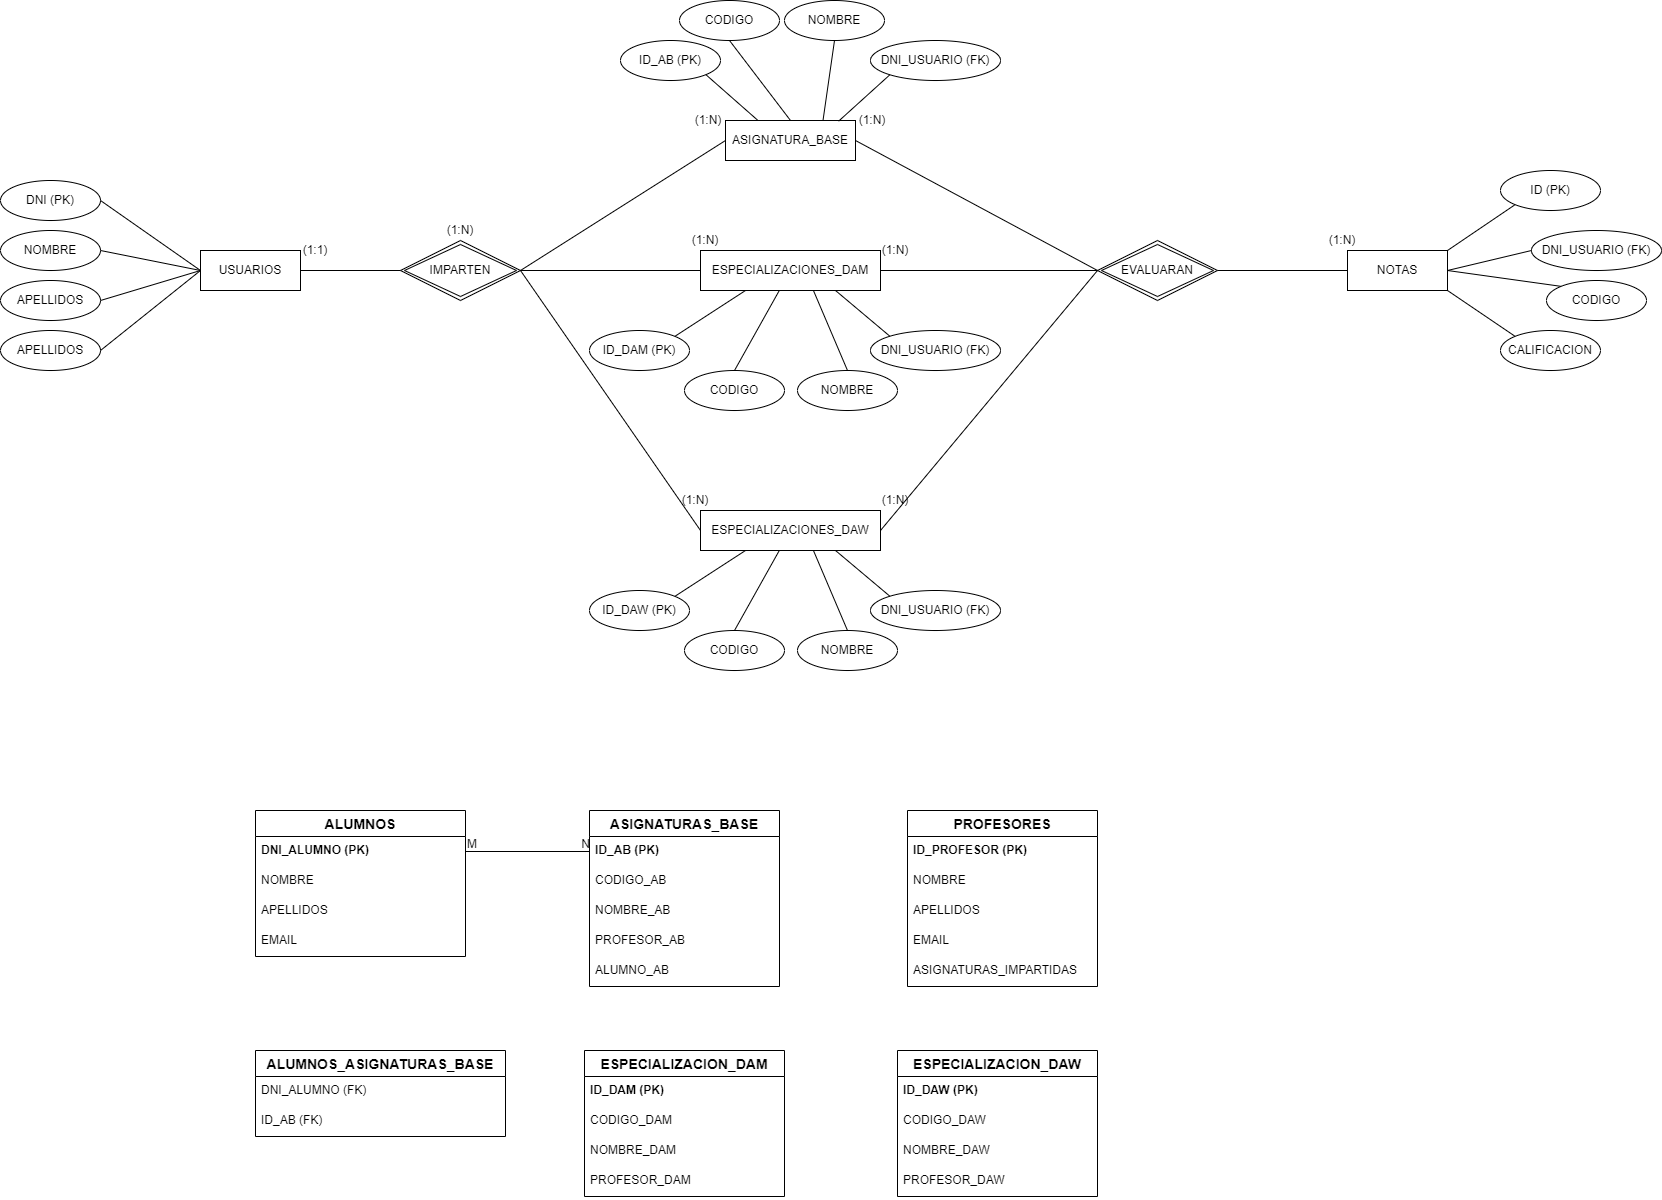 CODIGO
NOMBRE
ID_AB (PK)
DNI_USUARIO (FK)
(1:N)
(1:N)
ASIGNATURA_BASE
DNI (PK)
NOMBRE
APELLIDOS
APELLIDOS
USUARIOS
(1:1)
(1:N)
IMPARTEN
(1:N)
(1:N)
ESPECIALIZACIONES_DAM
ID_DAM (PK)
DNI_USUARIO (FK)
CODIGO
NOMBRE
EVALUARAN
(1:N)
NOTAS
ID (PK)
DNI_USUARIO (FK)
CODIGO
CALIFICACION
(1:N)
(1:N)
ESPECIALIZACIONES_DAW
ID_DAW (PK)
DNI_USUARIO (FK)
CODIGO
NOMBRE
ALUMNOS
DNI_ALUMNO (PK)
NOMBRE
APELLIDOS
EMAIL
M
N
ASIGNATURAS_BASE
ID_AB (PK)
CODIGO_AB
NOMBRE_AB
PROFESOR_AB
ALUMNO_AB
PROFESORES
ID_PROFESOR (PK)
NOMBRE
APELLIDOS
EMAIL
ASIGNATURAS_IMPARTIDAS
ALUMNOS_ASIGNATURAS_BASE
DNI_ALUMNO (FK)
ID_AB (FK)
ESPECIALIZACION_DAM
ID_DAM (PK)
CODIGO_DAM
NOMBRE_DAM
PROFESOR_DAM
ESPECIALIZACION_DAW
ID_DAW (PK)
CODIGO_DAW
NOMBRE_DAW
PROFESOR_DAW